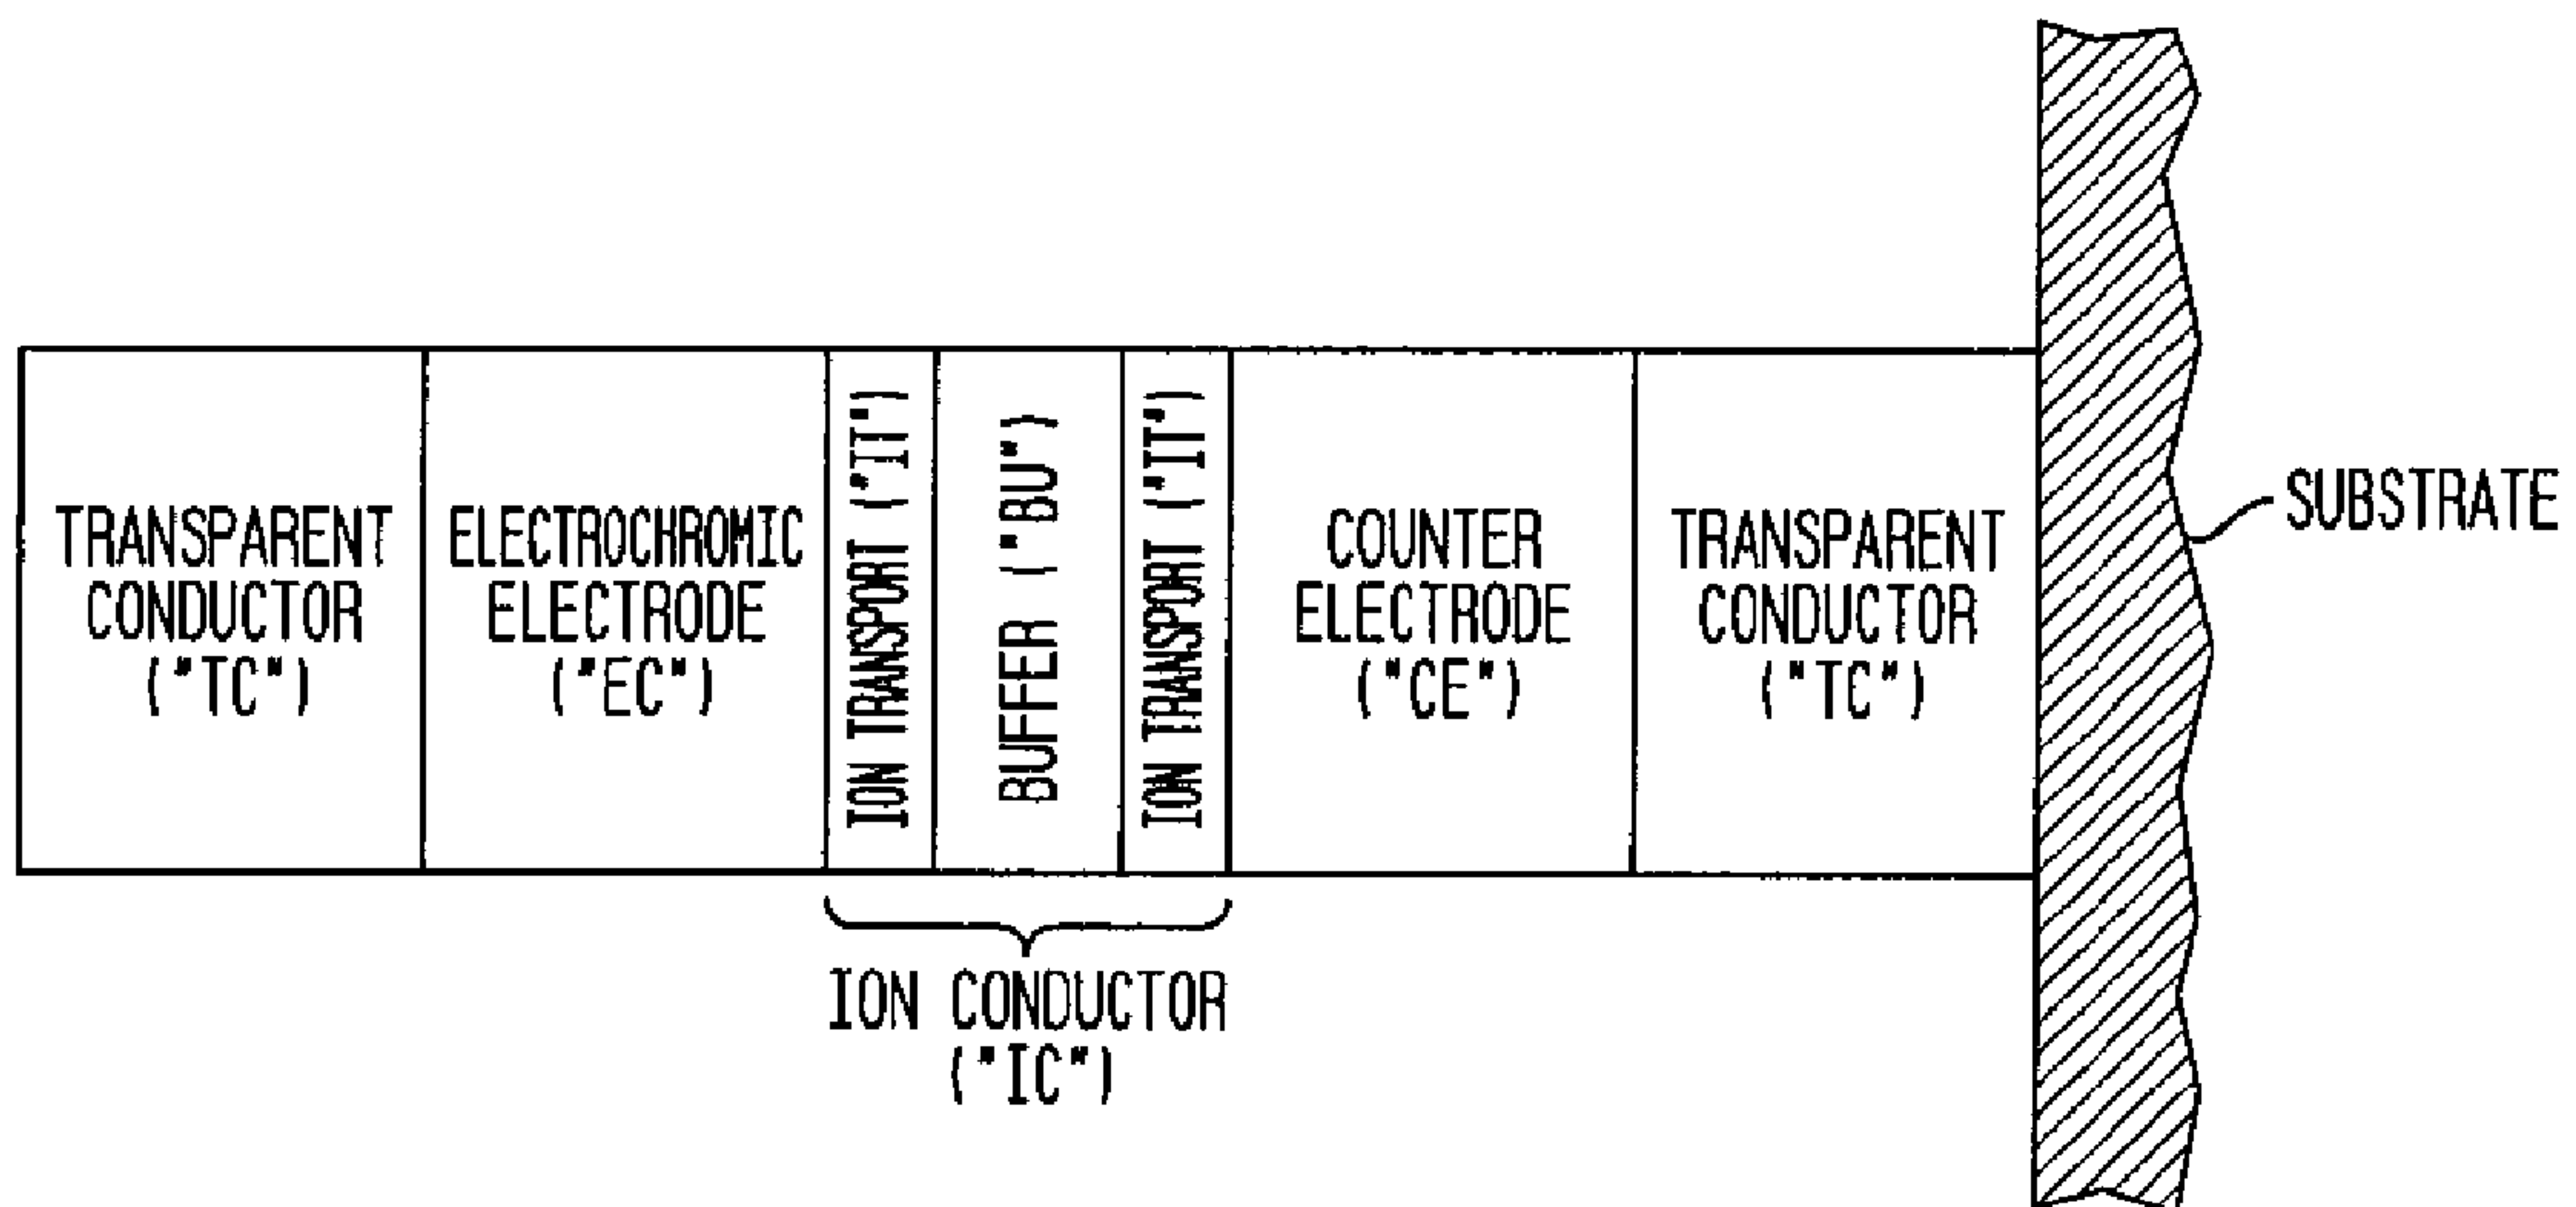 TRANSPARENT
CONDUCTOR
("TC")
ELECTROCHROMIC
ELECTRODE
("EC")
ION TRANSPORT ("IT")
BUFFER ("BU")
ION TRANSPORT ("IT")
COUNTER
ELECTRODE
("CE")
TRANSPARENT
CONDUCTOR
("TC")
SUBSTRATE
ION CONDUCTOR
("IC")